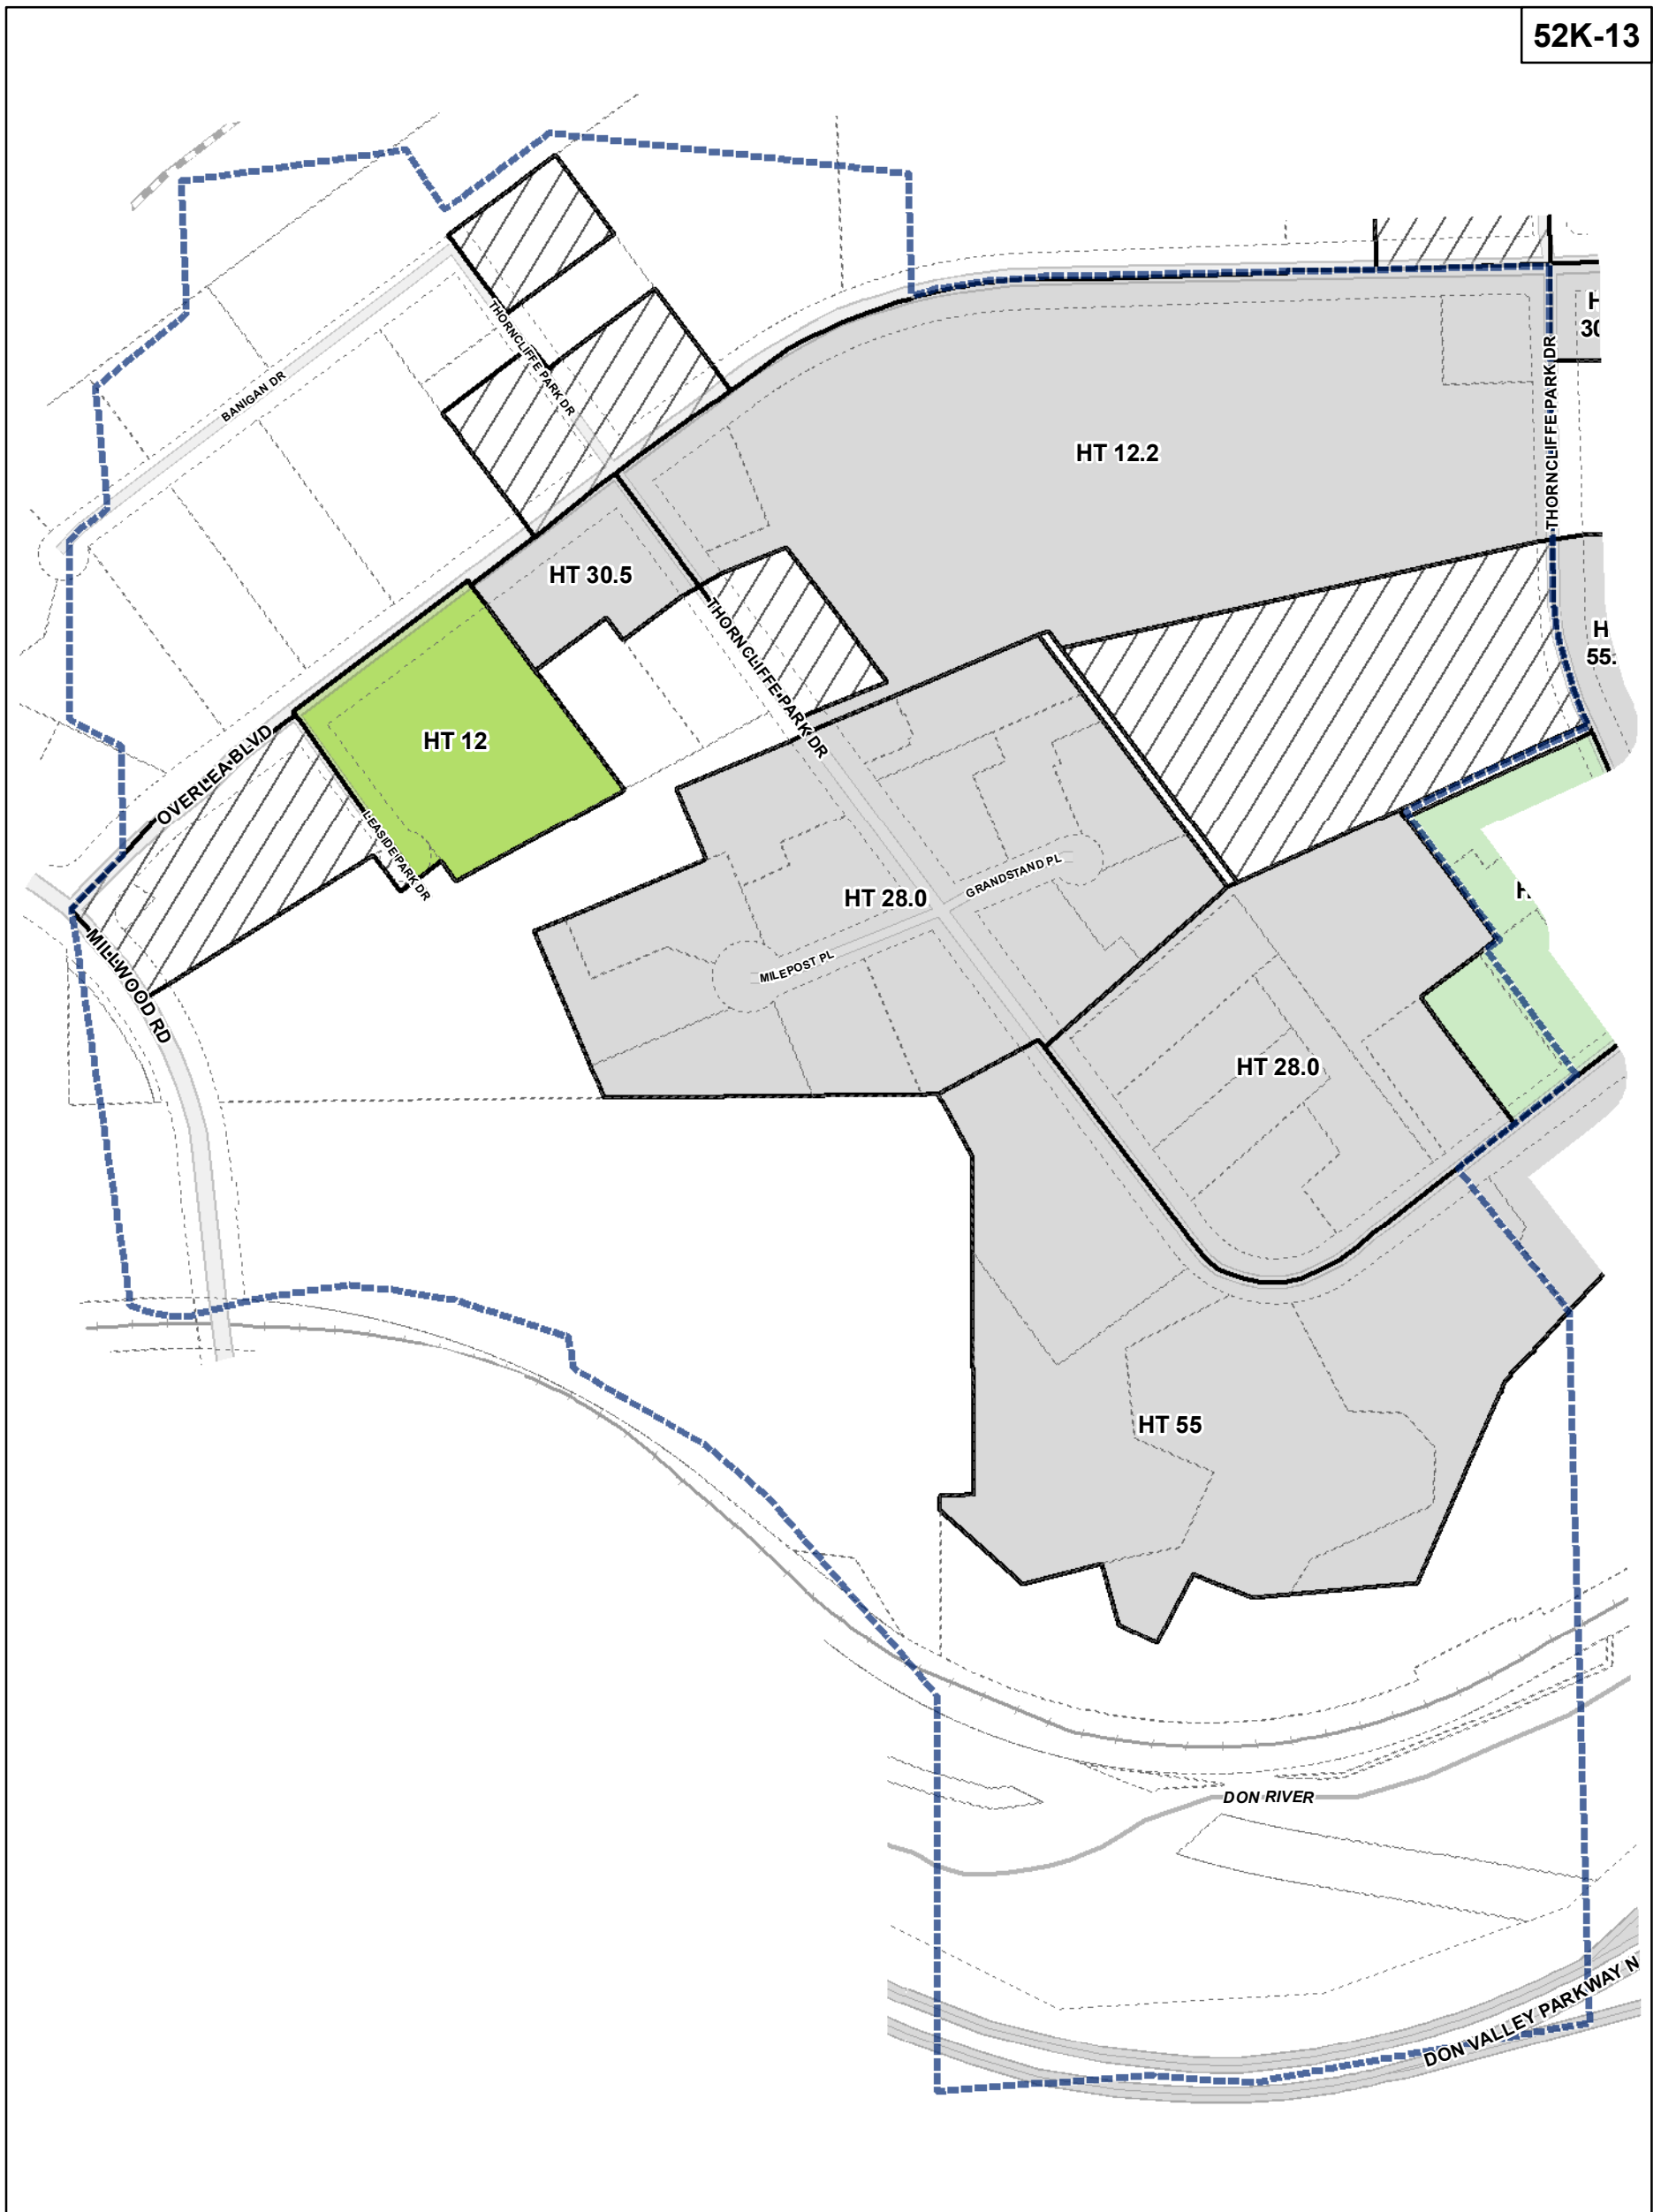 52K-13
THORNCLIFFE PARK DR
BANIGAN DR
30
THORNCLIFFE PARK DR
HT 12.2
HT 30.5
55.
THORNCLIFFE PARK DR
HT 12
OVERLEA BLVD
LEASIDE PARK DR
GRANDSTAND PL
HT 28.0
MILEPOST PL
MILLWOOD RD
HT 28.0
HT 55
DON RIVER
DON VALLEY PARKWAY N